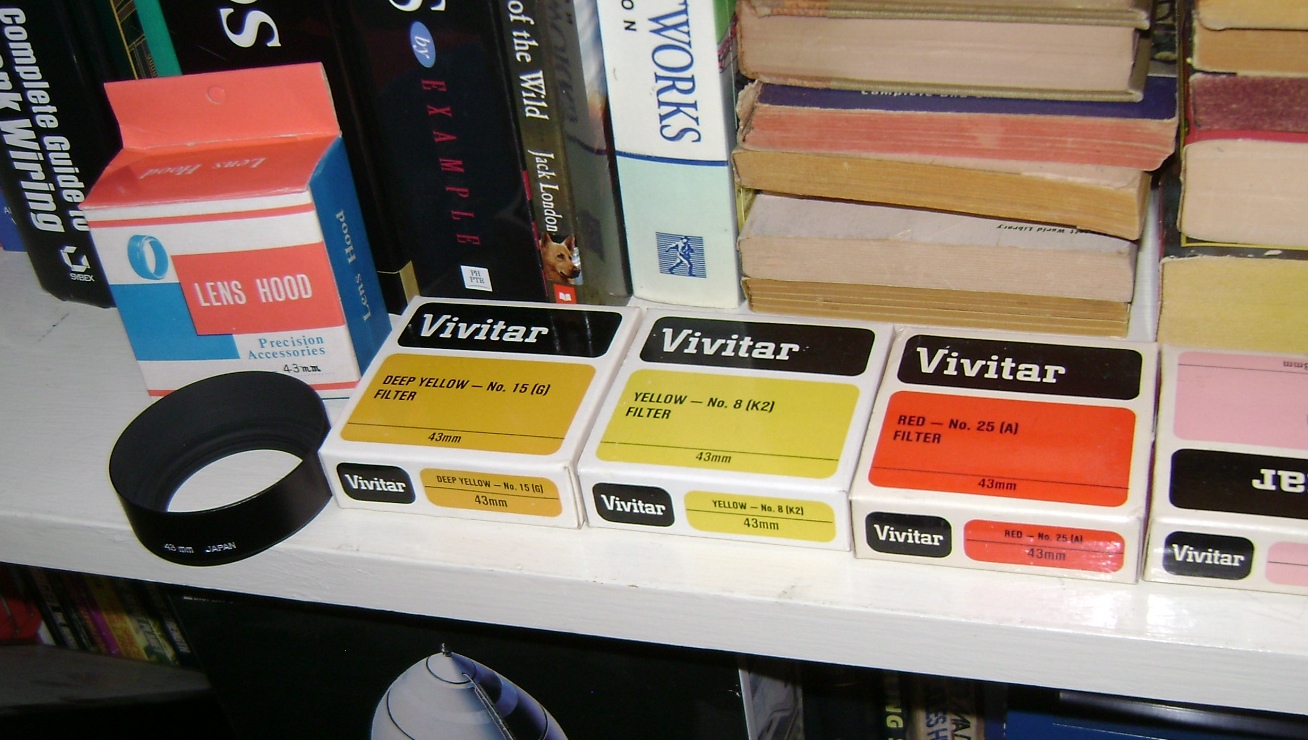 Complete Guide to
Wiring
SYBEX
Lens Hood
LENS HOOD
Precision
Accessories
43mm
Lens Hood
43 mm JAPAN
by
EXAMPLE
PH
PTR
of the Wild
Jack London
WORKS
Vivitar
DEEP YELLOW — No. 15 (G)
FILTER
43mm
Vivitar
DEEP YELLOW — No. 15 (G)
43mm
Vivitar
YELLOW — No. 8 (K2)
FILTER
43mm
Vivitar
YELLOW — No. 8 (K2)
43mm
Vivitar
RED — No. 25 (A)
FILTER
43mm
Vivitar
RED — No. 25 (A)
43mm
ar
Vivitar
World Library